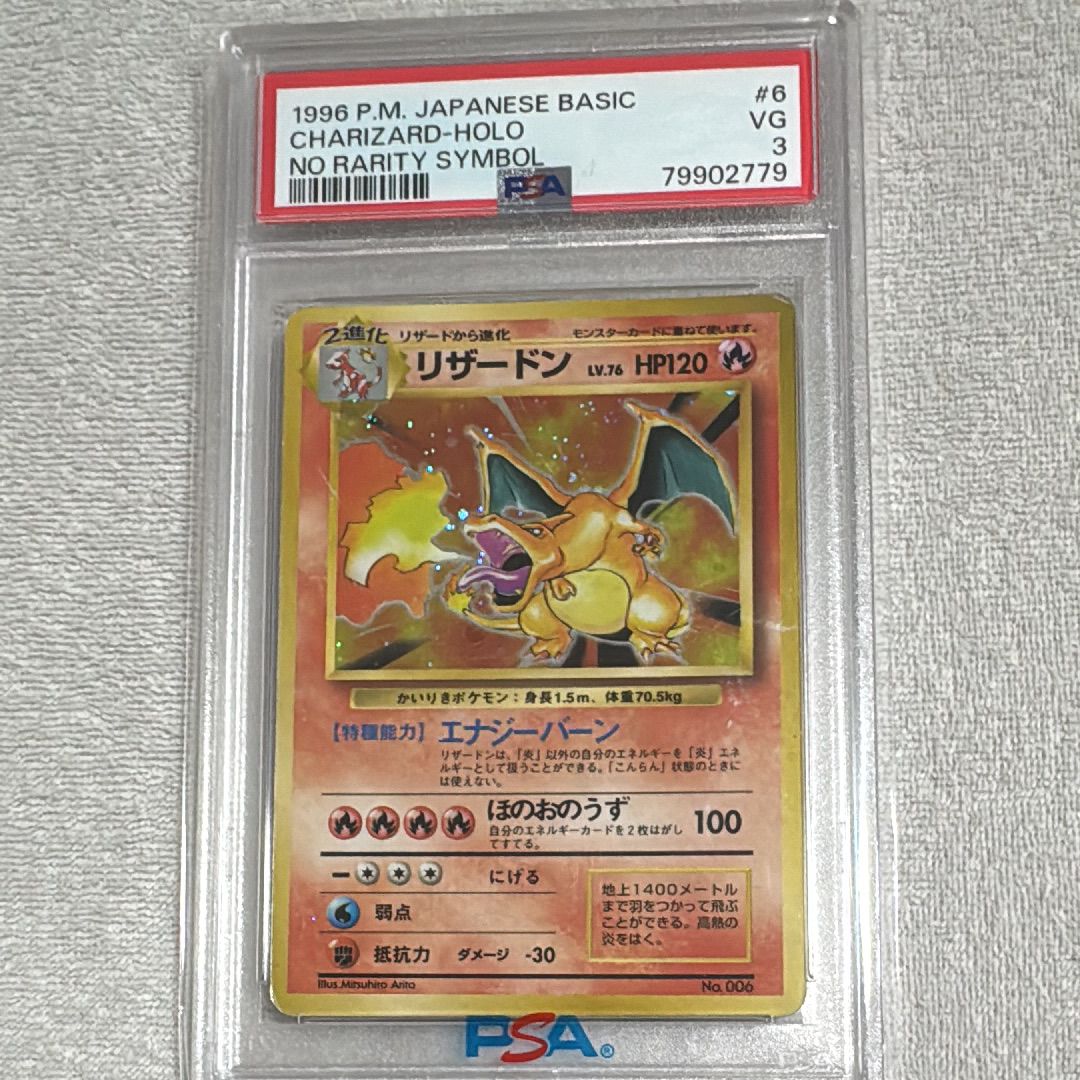 1996 P.M. JAPANESE BASIC #6
CHARIZARD-HOLO VG
NO RARITY SYMBOL 3
PSA 79902779
2進化 リザードから進化 モンスターカードに重ねて使います。
リザードン LV.76 HP120
かいりきポケモン:身長1.5m、体重70.5kg
【特種能力】 エナジーバーン
リザードンは、「炎」以外の自分のエネルギーを「炎」エネ
ルギーとして扱うことができる。「こんらん」状態のときに
は使えない。
ほのおのうず 100
自分のエネルギーカードを2枚はがし
てすてる。
ー にげる
弱点
抵抗力 ダメージ -30
地上1400メートル
まで羽をつかって飛ぶ
ことができる。高熱の
炎をはく。
Illus.Mitsuhiro Arita No. 006
PSA®